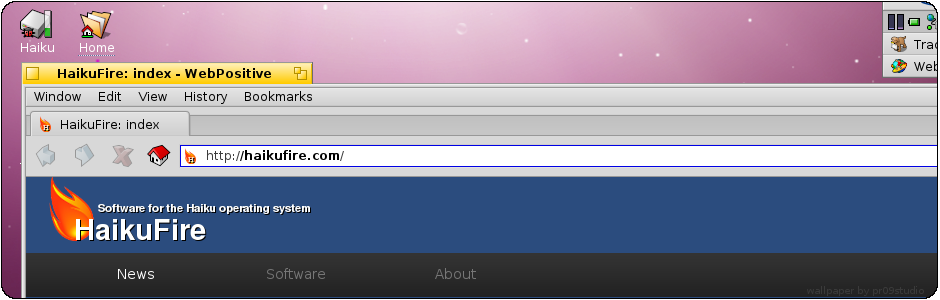 Haiku
Home
Trac
Web
HaikuFire: index - WebPositive
Window Edit View History Bookmarks
HaikuFire: index
http://haikufire.com/
Software for the Haiku operating system
HaikuFire
News Software About
wallpaper by pr09studio